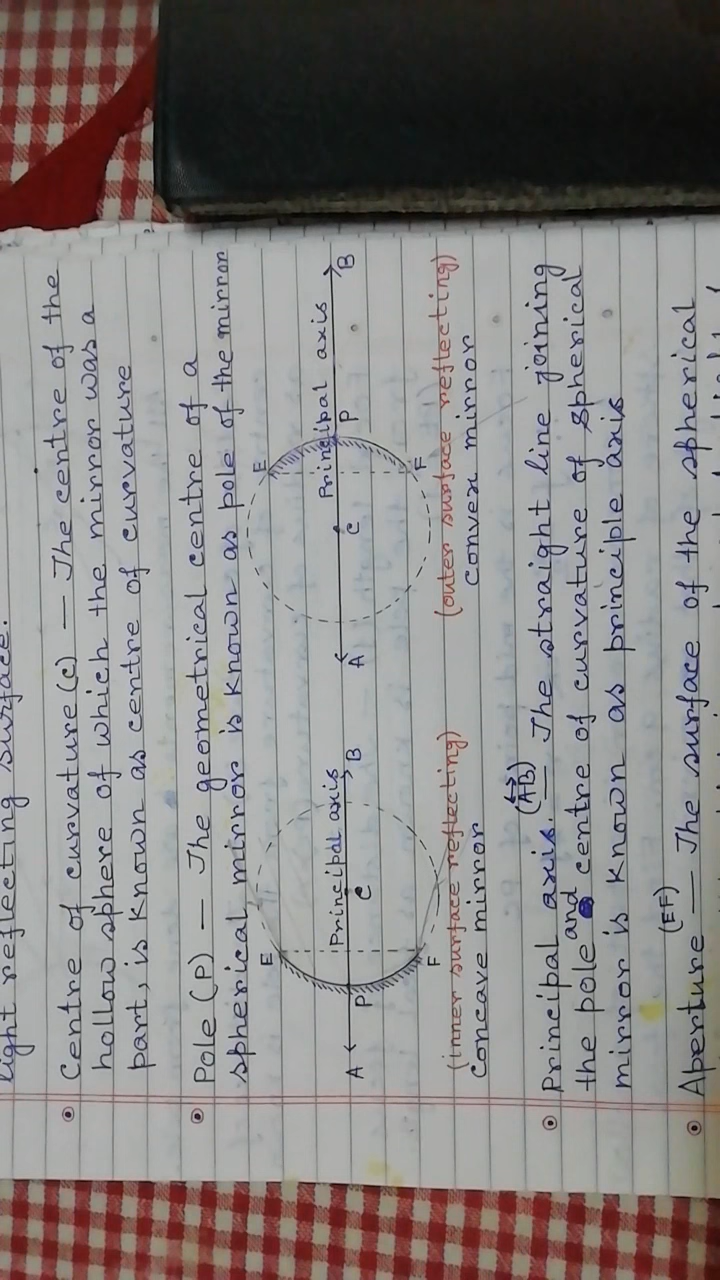 light reflecting surface.
Centre of curvature (C) — The centre of the
hollow sphere of which the mirror was a
part, is known as centre of curvature
Pole (P) — The geometrical centre of a
spherical mirror is known as pole of the mirror
E
Principal axis
A
P
C
B
F
(inner surface reflecting)
Concave mirror
E
Principal axis
A
C
P
B
F
(outer surface reflecting)
convex mirror
Principal axis. (AB) — The straight line joining
the pole and centre of curvature of spherical
mirror is known as principle axis
Aperture (EF) — The surface of the spherical